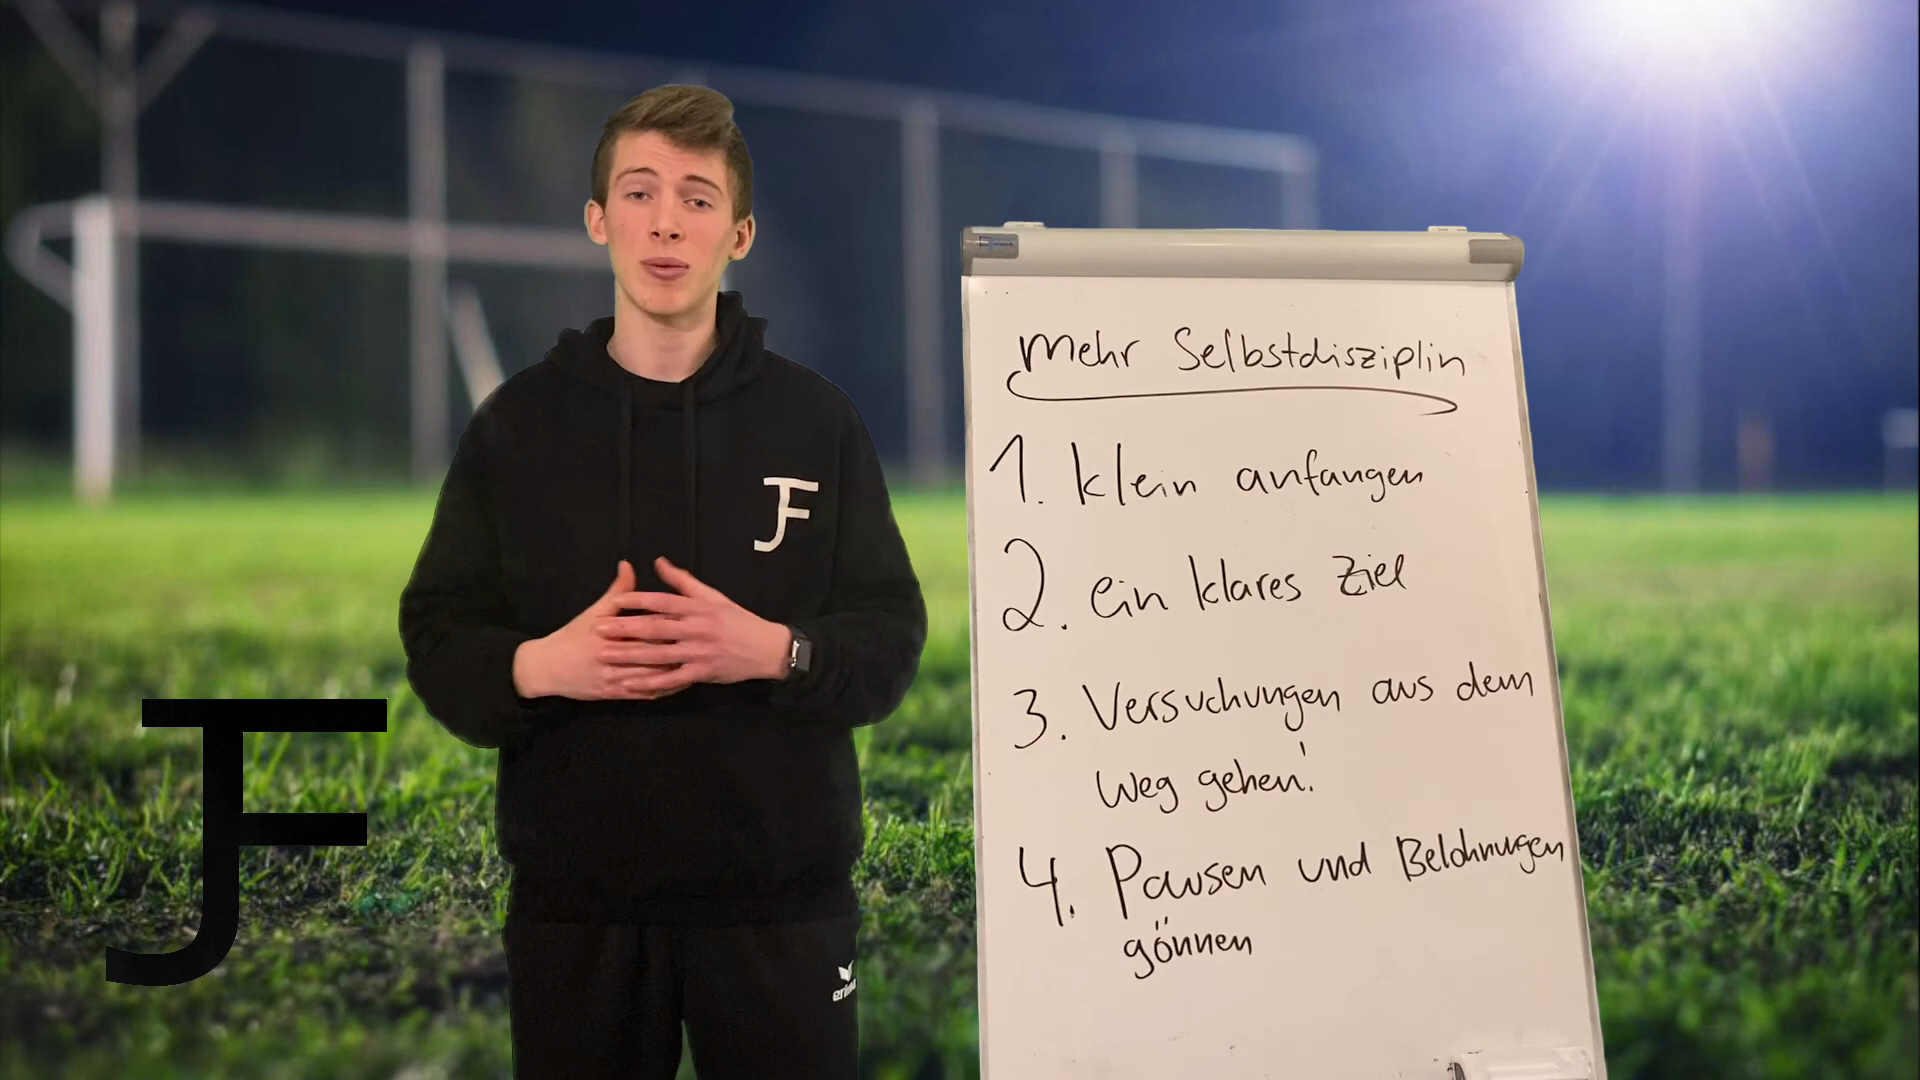 mehr Selbstdisziplin
1. klein anfangen
2. ein klares Ziel
3. Versuchungen aus dem
Weg gehen!
4. Pausen und Belohnungen
gönnen
JF
JF
erima